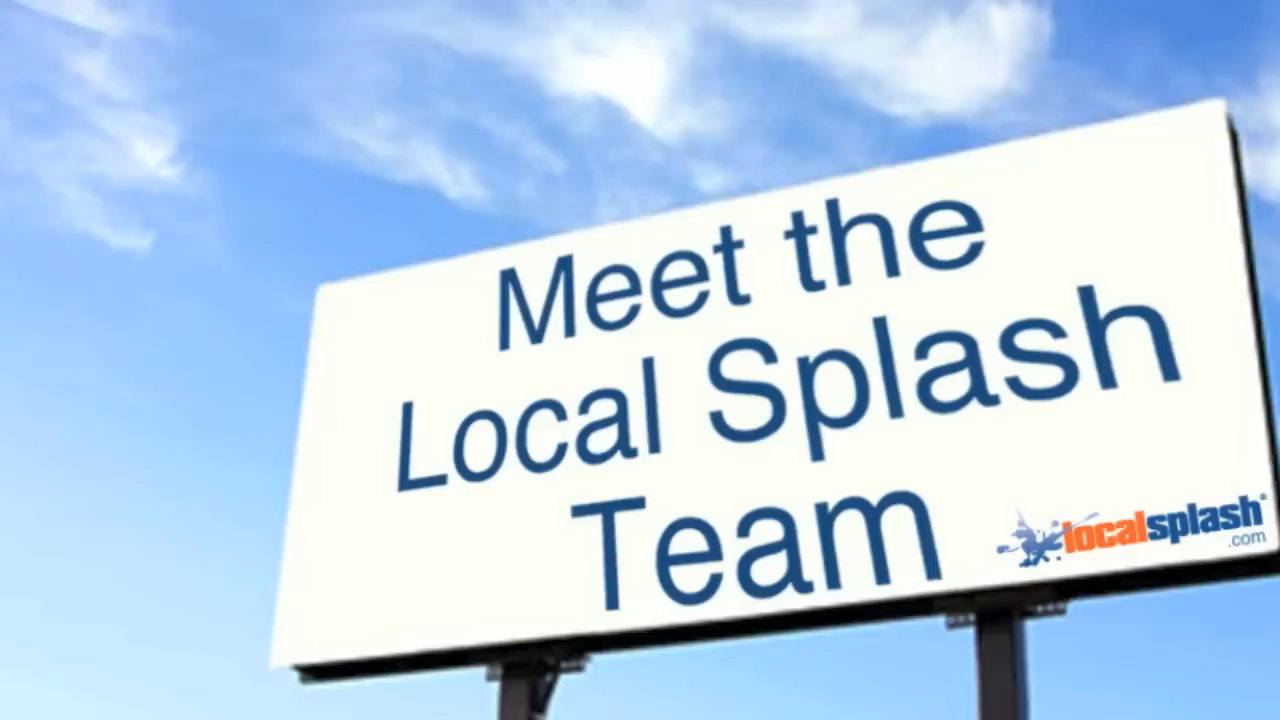 Meet the
Local Splash
Team
localsplash®
.com